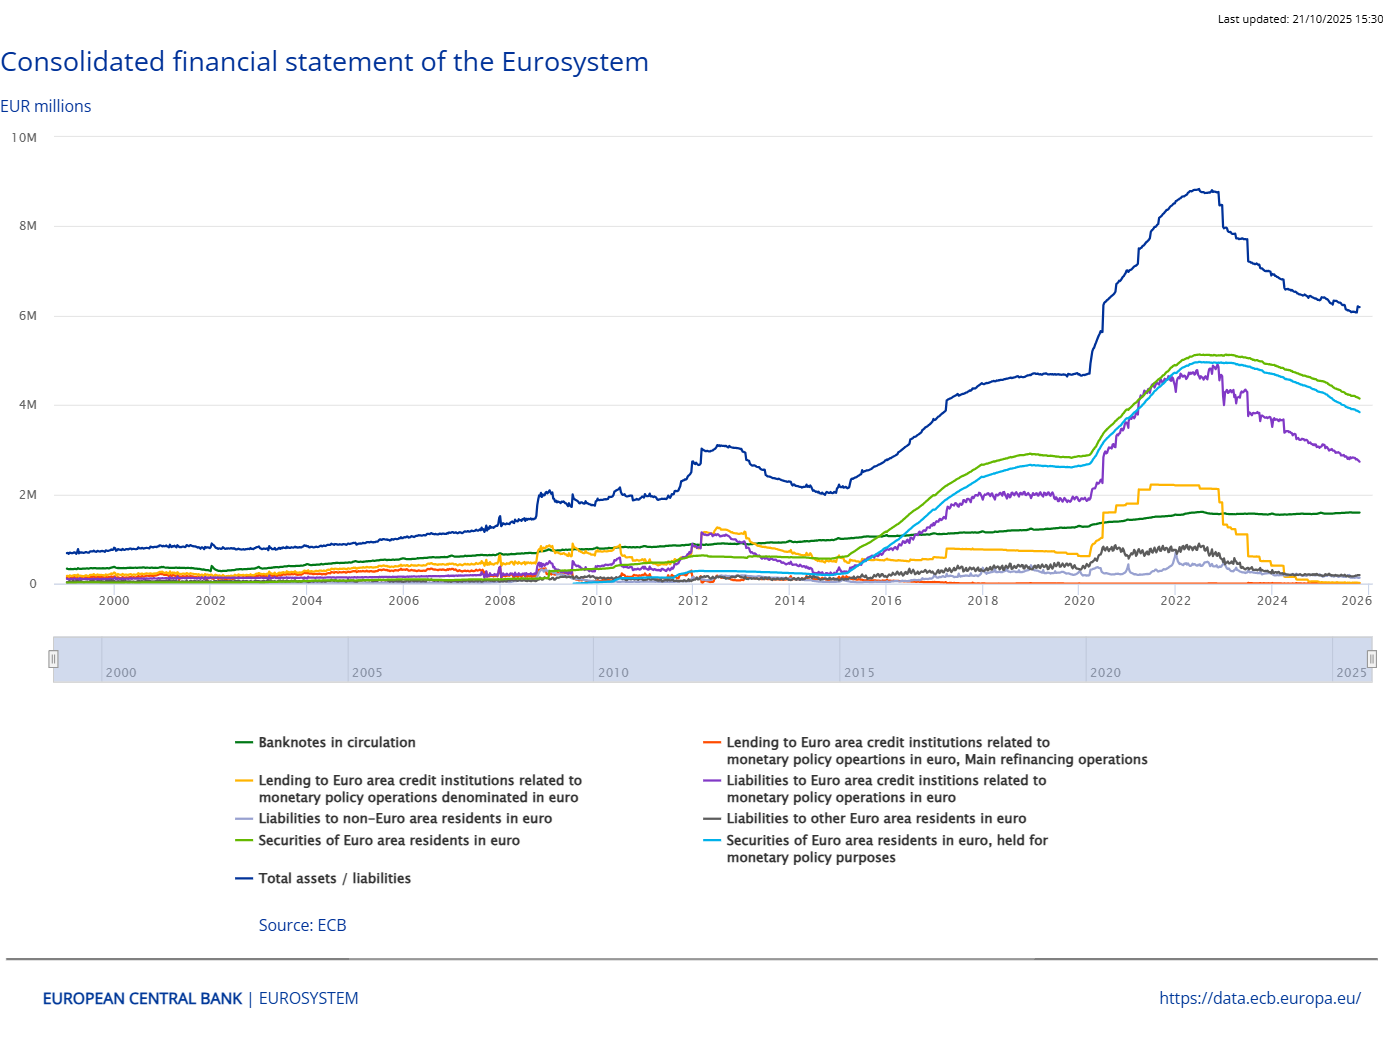 Last updated: 21/10/2025 15:30
Consolidated financial statement of the Eurosystem
EUR millions
10M
8M
6M
4M
2M
0
2000 2002 2004 2006 2008 2010 2012 2014 2016 2018 2020 2022 2024 2026
2000 2005 2010 2015 2020 2025
Banknotes in circulation
Lending to Euro area credit institutions related to
monetary policy opeartions in euro, Main refinancing operations
Lending to Euro area credit institutions related to
monetary policy operations denominated in euro
Liabilities to Euro area credit institions related to
monetary policy operations in euro
Liabilities to non-Euro area residents in euro
Liabilities to other Euro area residents in euro
Securities of Euro area residents in euro
Securities of Euro area residents in euro, held for
monetary policy purposes
Total assets / liabilities
Source: ECB
EUROPEAN CENTRAL BANK | EUROSYSTEM
https://data.ecb.europa.eu/